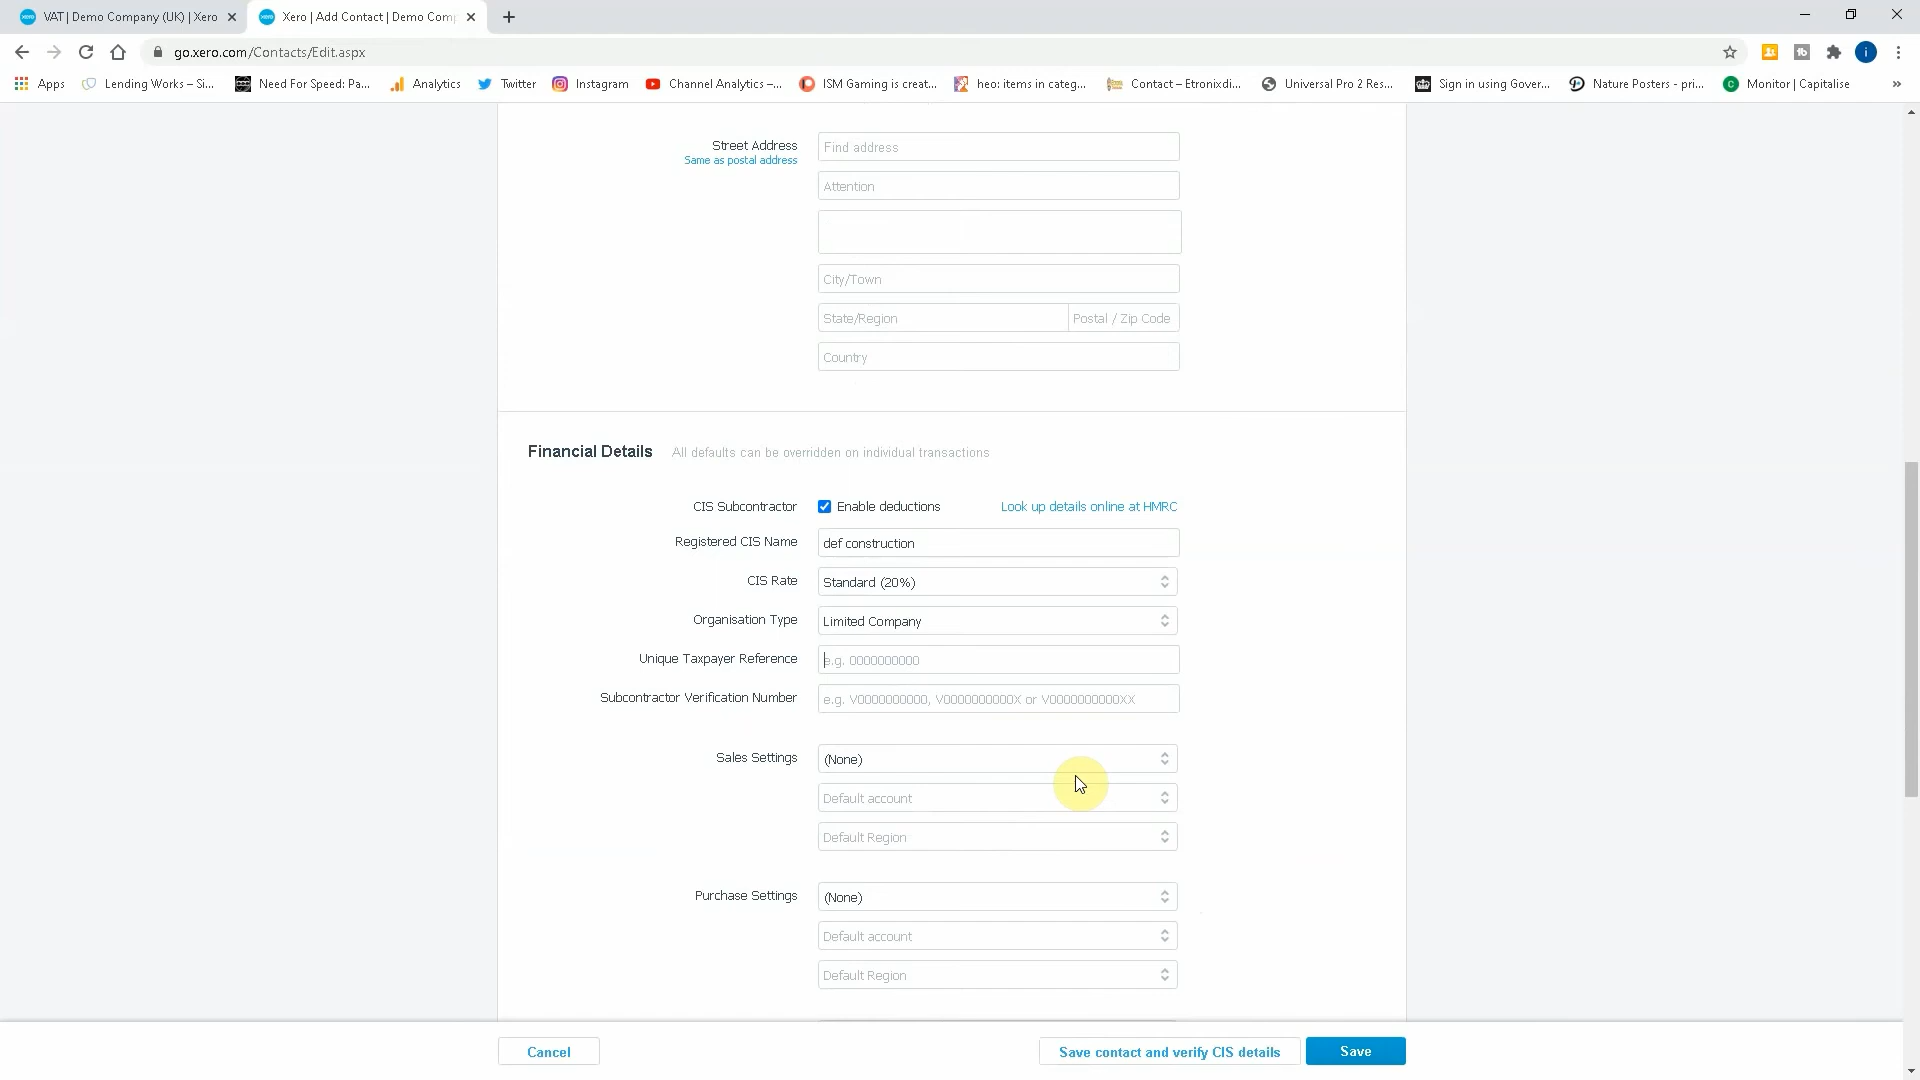 VAT | Demo Company (UK) | Xero
Xero | Add Contact | Demo Comp
go.xero.com/Contacts/Edit.aspx
Apps
Lending Works – Si...
Need For Speed: Pa...
Analytics
Twitter
Instagram
Channel Analytics –...
ISM Gaming is creat...
heo: items in categ...
Contact – Etronixdi...
Universal Pro 2 Res...
Sign in using Gover...
Nature Posters - pri...
Monitor | Capitalise
»
Street Address
Find address
Same as postal address
Attention
City/Town
State/Region
Postal / Zip Code
Country
Financial Details
All defaults can be overridden on individual transactions
CIS Subcontractor
Enable deductions
Look up details online at HMRC
Registered CIS Name
def construction
CIS Rate
Standard (20%)
Organisation Type
Limited Company
Unique Taxpayer Reference
e.g. 0000000000
Subcontractor Verification Number
e.g. V0000000000, V0000000000X or V0000000000XX
Sales Settings
(None)
Default account
Default Region
Purchase Settings
(None)
Default account
Default Region
Cancel
Save contact and verify CIS details
Save